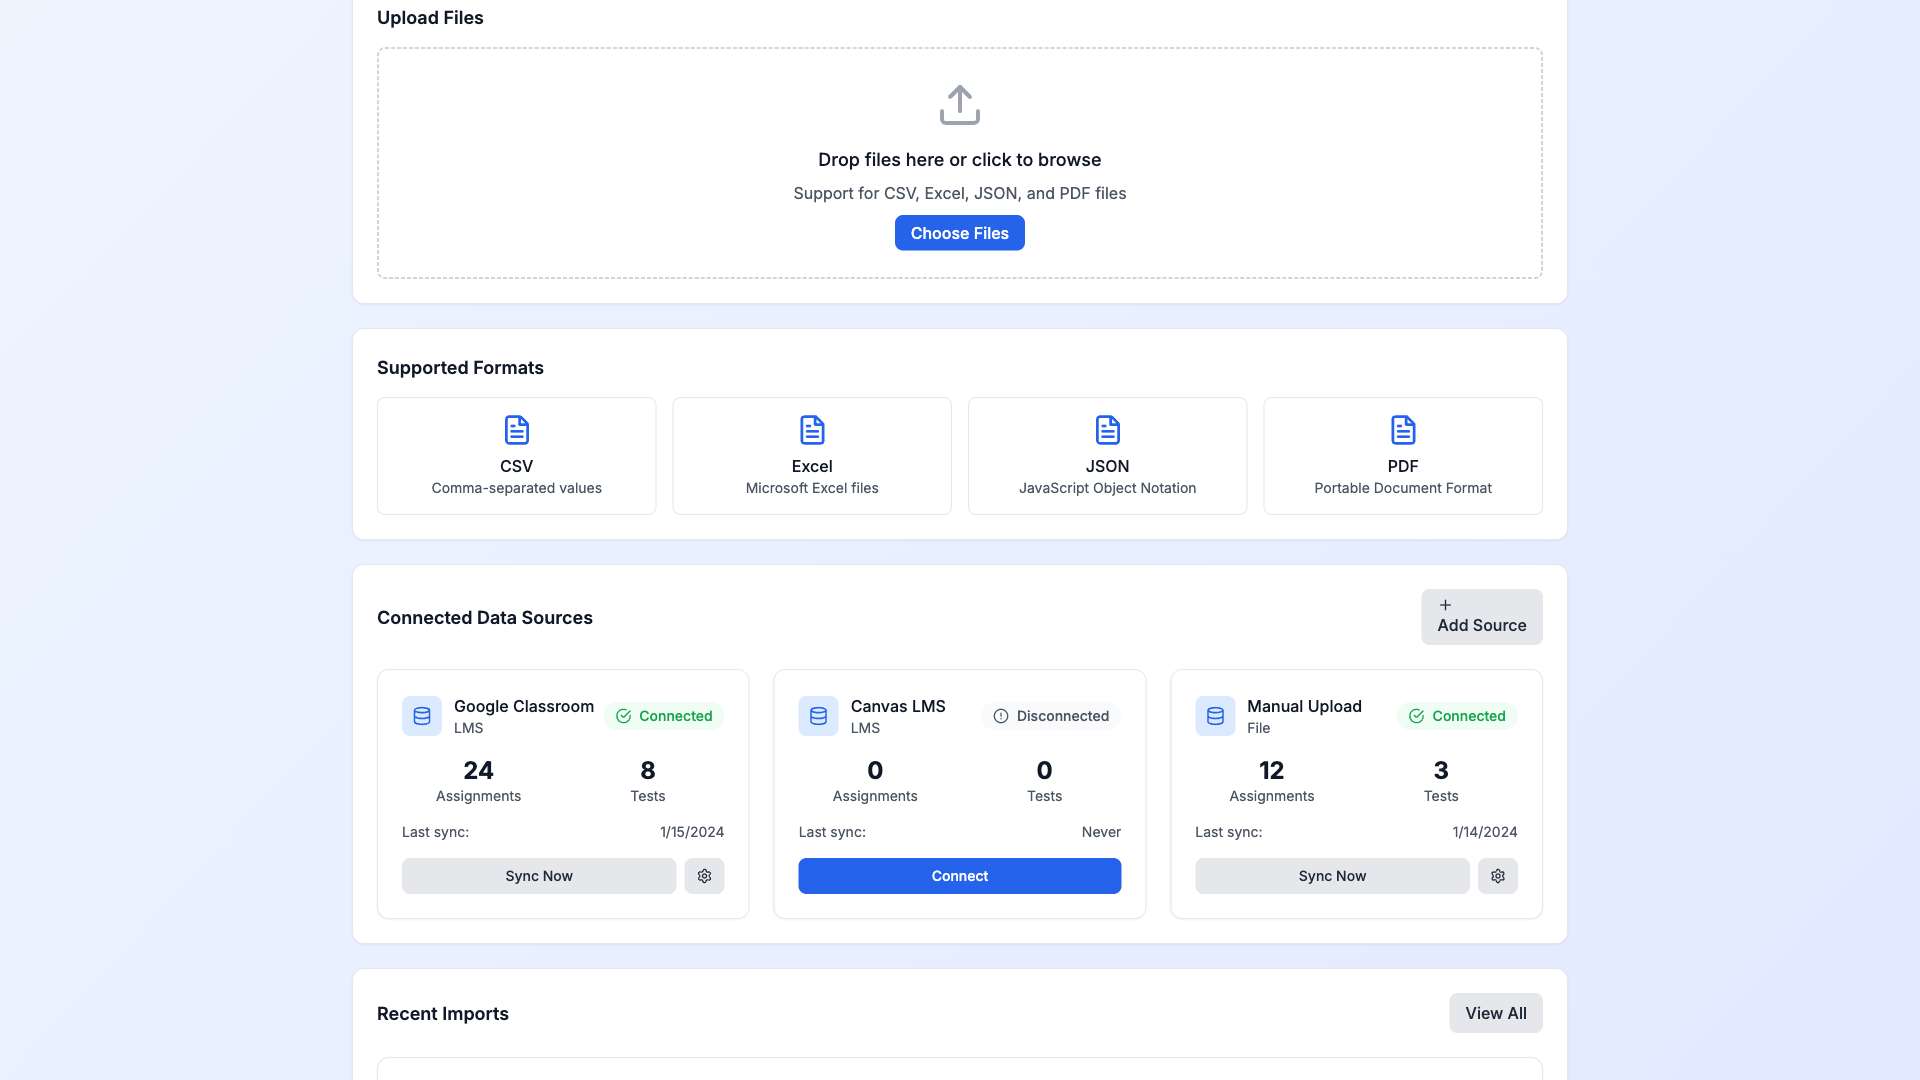 Upload Files
Drop files here or click to browse
Support for CSV, Excel, JSON, and PDF files
Choose Files
Supported Formats
CSV
Comma-separated values
Excel
Microsoft Excel files
JSON
JavaScript Object Notation
PDF
Portable Document Format
Connected Data Sources
Add Source
Google Classroom
LMS
Connected
24
Assignments
8
Tests
Last sync:
1/15/2024
Sync Now
Canvas LMS
LMS
Disconnected
0
Assignments
0
Tests
Last sync:
Never
Connect
Manual Upload
File
Connected
12
Assignments
3
Tests
Last sync:
1/14/2024
Sync Now
Recent Imports
View All